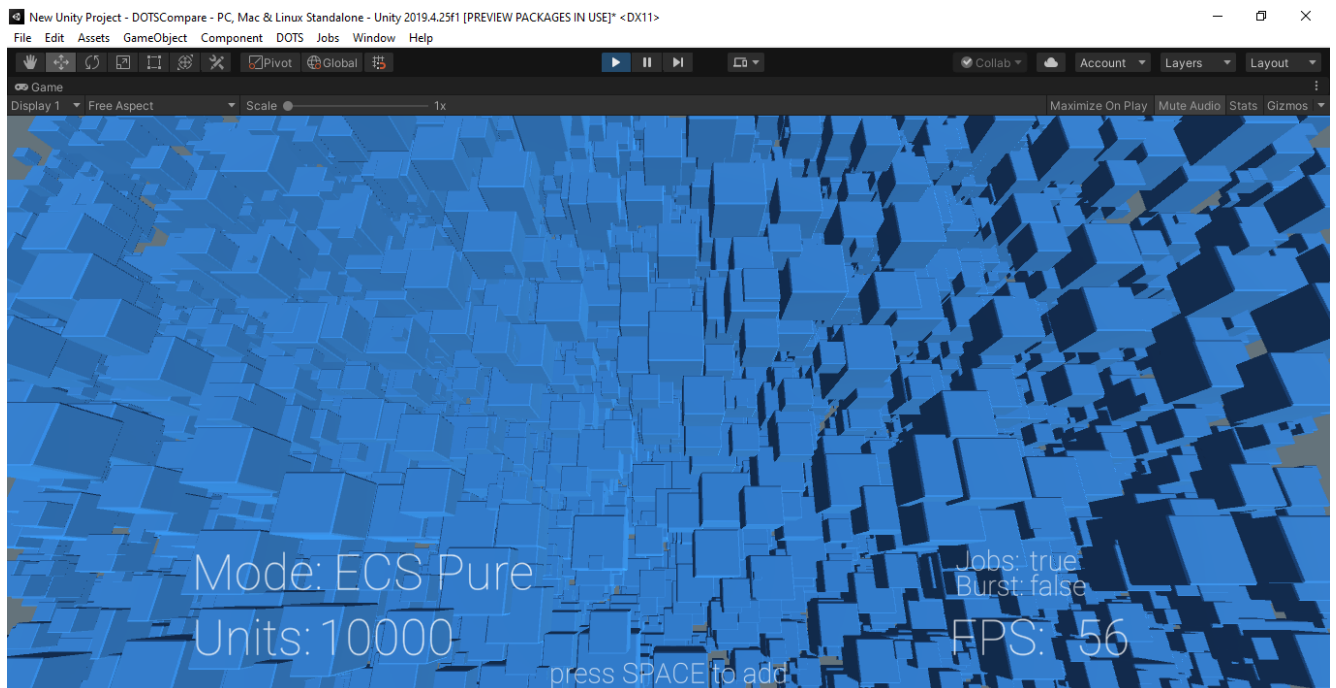 New Unity Project - DOTSCompare - PC, Mac & Linux Standalone - Unity 2019.4.25f1 [PREVIEW PACKAGES IN USE]* <DX11>
File Edit Assets GameObject Component DOTS Jobs Window Help
Pivot Global Collab Account Layers Layout
Game
Display 1 Free Aspect Scale 1x Maximize On Play Mute Audio Stats Gizmos
Mode: ECS Pure
Jobs: true
Burst: false
Units: 10000
FPS: 56
press SPACE to add